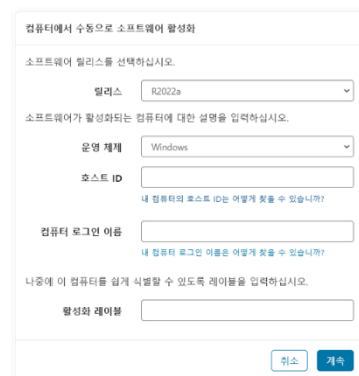 컴퓨터에서 수동으로 소프트웨어 활성화
소프트웨어 릴리스를 선택하십시오.
릴리스 R2022a
소프트웨어가 활성화되는 컴퓨터에 대한 설명을 입력하십시오.
운영 체제 Windows
호스트 ID
내 컴퓨터의 호스트 ID는 어떻게 찾을 수 있습니까?
컴퓨터 로그인 이름
내 컴퓨터 로그인 이름은 어떻게 찾을 수 있습니까?
나중에 이 컴퓨터를 쉽게 식별할 수 있도록 레이블을 입력하십시오.
활성화 레이블
취소 계속